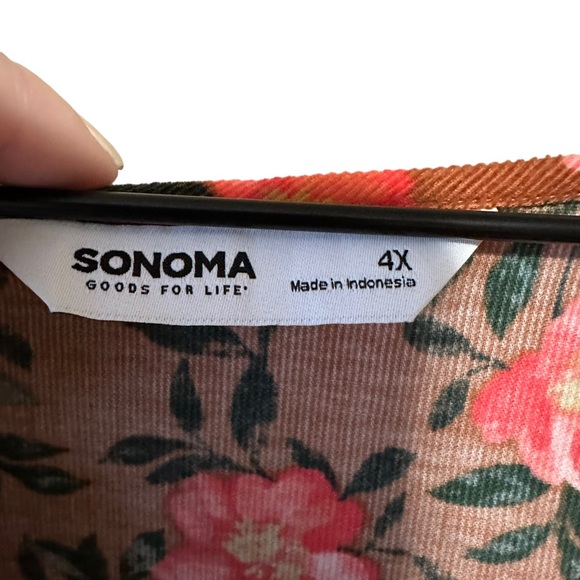 SONOMA
GOODS FOR LIFE
4X
Made in Indonesia